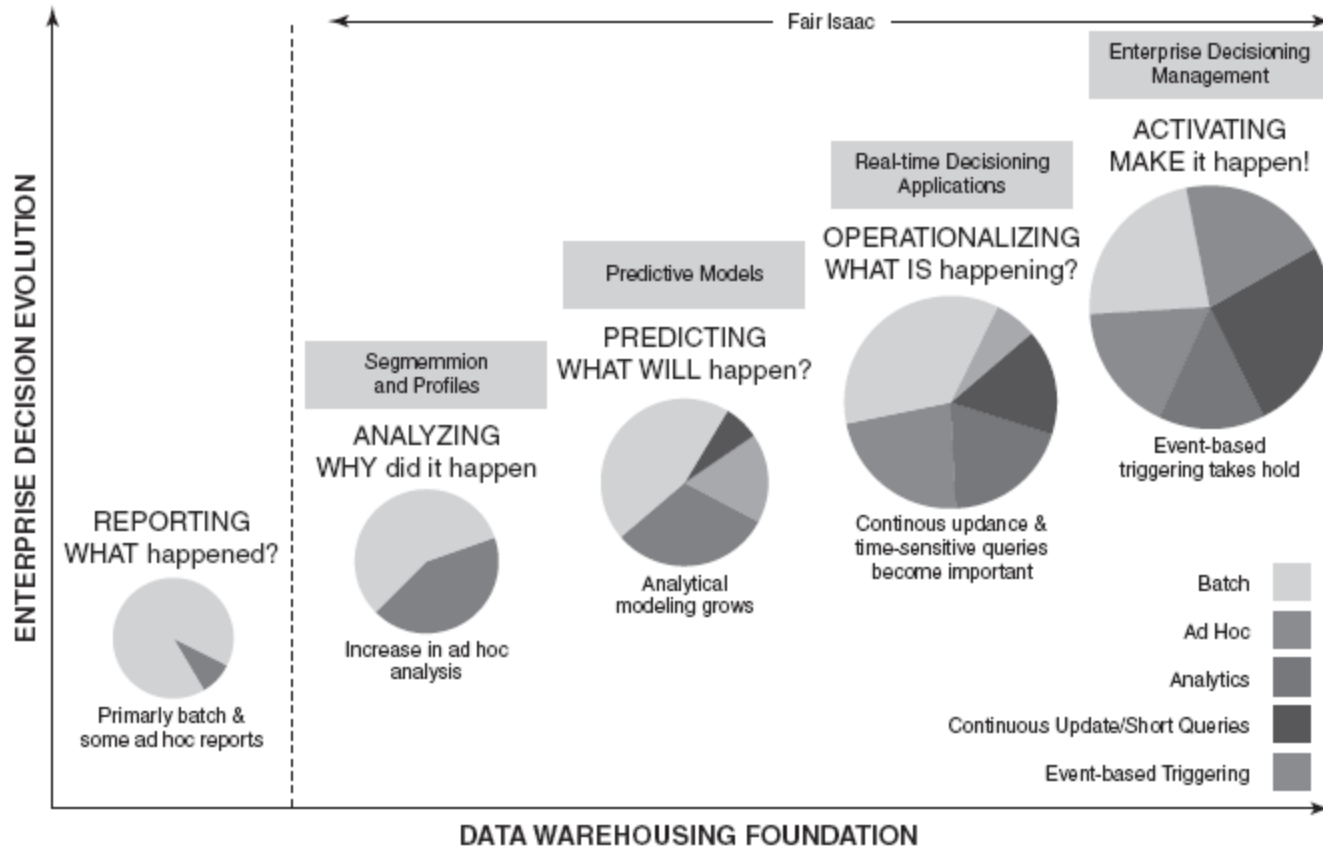 Fair Isaac
Enterprise Decisioning
Management
ACTIVATING
MAKE it happen!
Event-based
triggering takes hold
Real-time Decisioning
Applications
OPERATIONALIZING
WHAT IS happening?
Continous updance &
time-sensitive queries
become important
Predictive Models
PREDICTING
WHAT WILL happen?
Analytical
modeling grows
Segmemmion
and Profiles
ANALYZING
WHY did it happen
Increase in ad hoc
analysis
REPORTING
WHAT happened?
Primarly batch &
some ad hoc reports
Batch
Ad Hoc
Analytics
Continuous Update/Short Queries
Event-based Triggering
ENTERPRISE DECISION EVOLUTION
DATA WAREHOUSING FOUNDATION